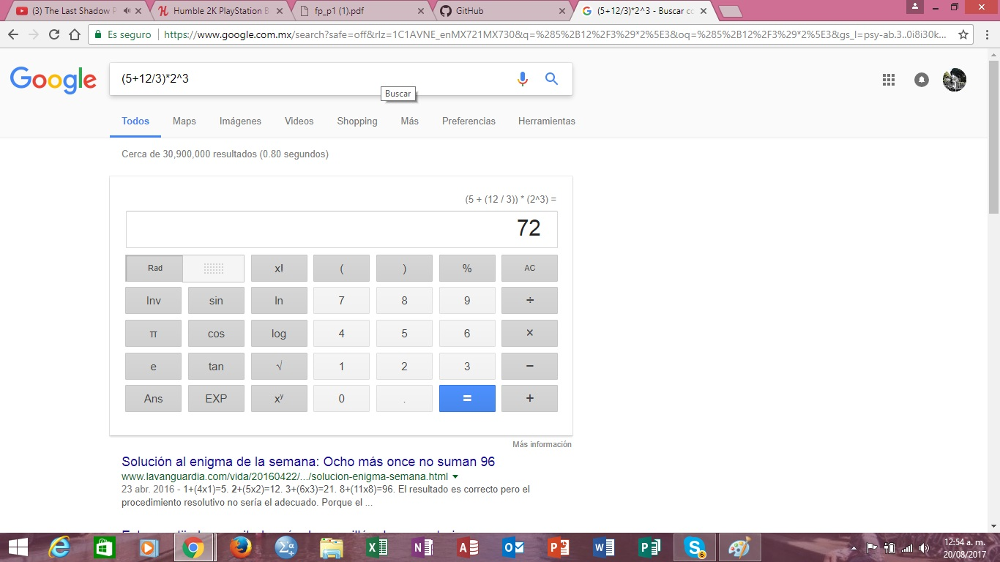 (3) The Last Shadow P
Humble 2K PlayStation B
fp_p1 (1).pdf
GitHub
(5+12/3)*2^3 - Buscar co
Es seguro
https://www.google.com.mx/search?safe=off&rlz=1C1AVNE_enMX721MX730&q=%285%2B12%2F3%29*2%5E3&oq=%285%2B12%2F3%29*2%5E3&gs_l=psy-ab.3..0i8i30k...
Google
(5+12/3)*2^3
Buscar
Todos Maps Imágenes Videos Shopping Más Preferencias Herramientas
Cerca de 30,900,000 resultados (0.80 segundos)
(5 + (12 / 3)) * (2^3) =
72
Rad x! ( ) % AC
Inv sin ln 7 8 9 ÷
π cos log 4 5 6 ×
e tan √ 1 2 3 −
Ans EXP xʸ 0 . = +
Más información
Solución al enigma de la semana: Ocho más once no suman 96
www.lavanguardia.com/vida/20160422/.../solucion-enigma-semana.html
23 abr. 2016 - 1+(4x1)=5. 2+(5x2)=12. 3+(6x3)=21. 8+(11x8)=96. El resultado es correcto pero el
procedimiento resolutivo no sería el adecuado. Porque el ...
12:54 a. m.
20/08/2017